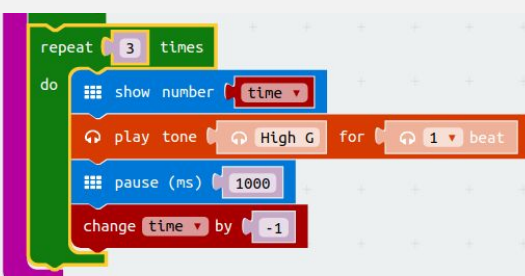 repeat 3 times
do
show number time
play tone High G for 1 beat
pause (ms) 1000
change time by -1